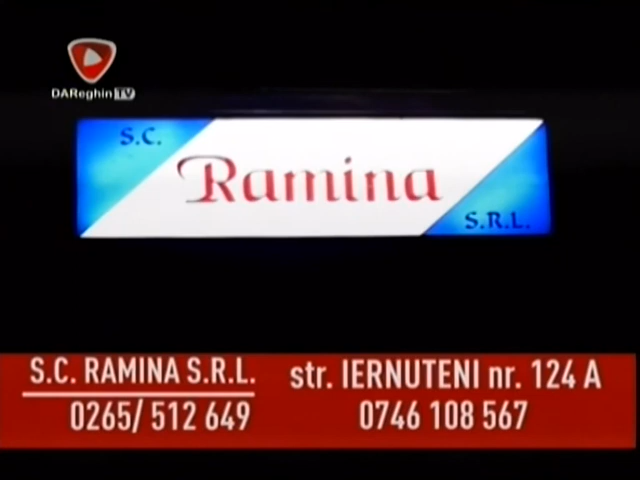 DAReghin TV
S.C.
Ramina
S.R.L.
S.C. RAMINA S.R.L.
0265/ 512 649
str. IERNUTENI nr. 124 A
0746 108 567